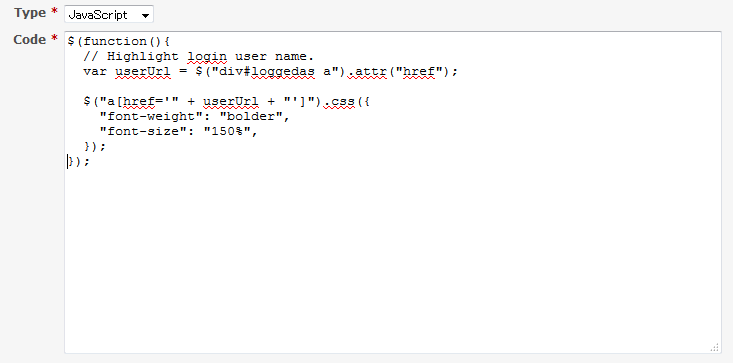 Type * JavaScript
Code * $(function(){
  // Highlight login user name.
  var userUrl = $("div#loggedas a").attr("href");

  $("a[href='" + userUrl + "']").css({
    "font-weight": "bolder",
    "font-size": "150%",
  });
});